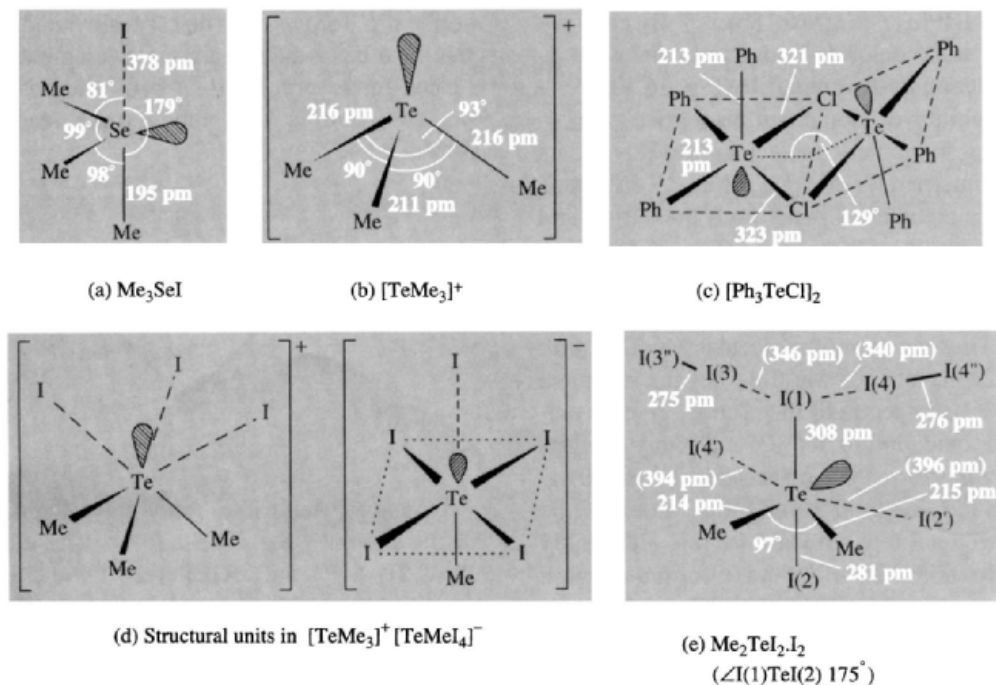 I
378 pm
Me
81°
179°
99°
Se
Me
98°
195 pm
Me
(a) Me₃SeI
+
Te
216 pm
93°
216 pm
90°
90°
Me
Me
211 pm
Me
(b) [TeMe₃]⁺
213 pm
321 pm
Ph
Ph
Cl
Ph
Te
213
pm
Te
Ph
Ph
Cl
129°
Ph
323 pm
(c) [Ph₃TeCl]₂
+
I
I
I
Te
Me
Me
Me
−
I
I
I
Te
I
I
Me
(d) Structural units in [TeMe₃]⁺[TeMeI₄]⁻
(346 pm)
(340 pm)
I(3")
I(3)
I(4)
I(4")
I(1)
275 pm
276 pm
308 pm
I(4')
(394 pm)
(396 pm)
Te
214 pm
215 pm
I(2')
Me
97°
Me
281 pm
I(2)
(e) Me₂TeI₂.I₂
(∠I(1)TeI(2) 175°)